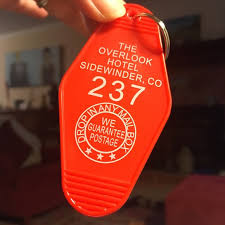 THE
OVERLOOK
HOTEL
SIDEWINDER, CO
237
DROP IN ANY MAIL BOX
WE
GUARANTEE
POSTAGE